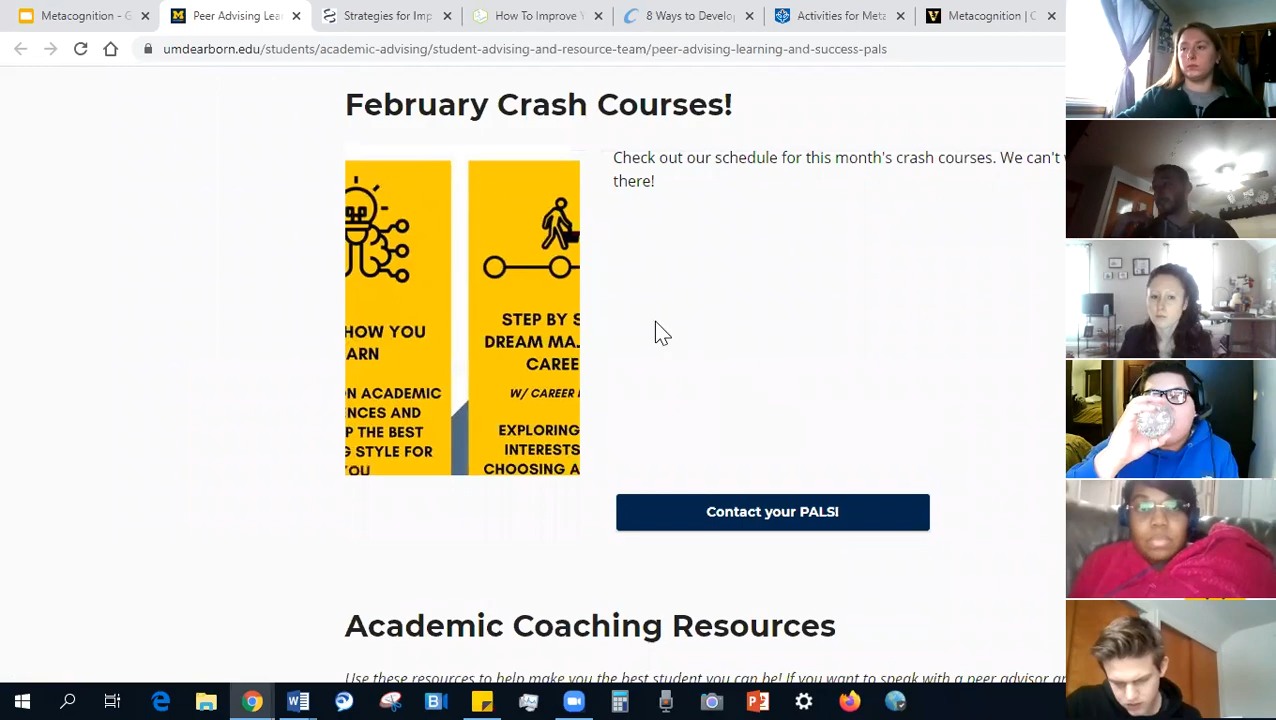 Metacognition - G
Peer Advising Lea
Strategies for Imp
How To Improve Y
8 Ways to Develo
Activities for Meta
Metacognition | C
umdearborn.edu/students/academic-advising/student-advising-and-resource-team/peer-advising-learning-and-success-pals
February Crash Courses!
Check out our schedule for this month's crash courses. We can't
there!
HOW YOU
ARN
ON ACADEMIC
ENCES AND
P THE BEST
G STYLE FOR
YOU
STEP BY S
DREAM MA
CAREE
W/ CAREER
EXPLORING
INTERESTS
CHOOSING A
Contact your PALS!
Academic Coaching Resources
Use these resources to help make you the best student you can be! If you want to speak with a peer advisor